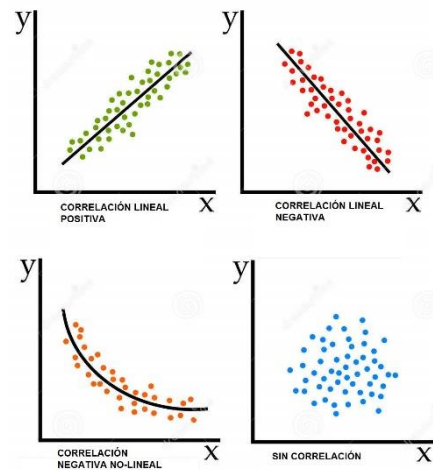 y
y
CORRELACIÓN LINEAL
POSITIVA
X
CORRELACIÓN LINEAL
NEGATIVA
X
y
y
CORRELACIÓN
NEGATIVA NO-LINEAL
X
SIN CORRELACIÓN
X